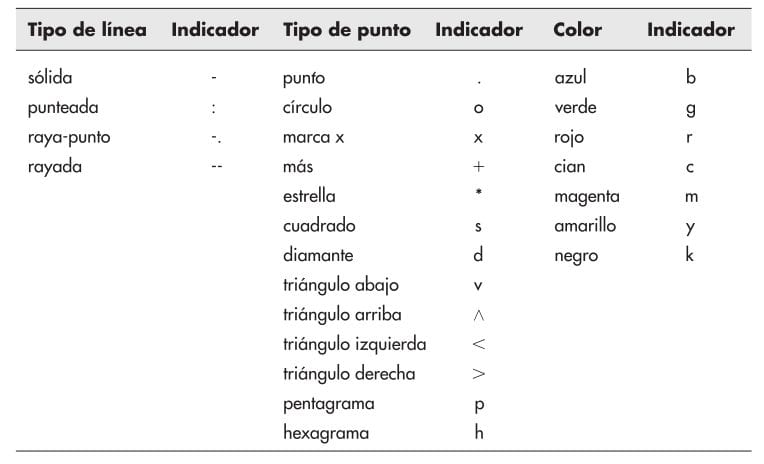 Tipo de línea Indicador Tipo de punto Indicador Color Indicador
sólida - punto . azul b
punteada : círculo o verde g
raya-punto -. marca x x rojo r
rayada -- más + cian c
estrella * magenta m
cuadrado s amarillo y
diamante d negro k
triángulo abajo v
triángulo arriba ^
triángulo izquierda <
triángulo derecha >
pentagrama p
hexagrama h